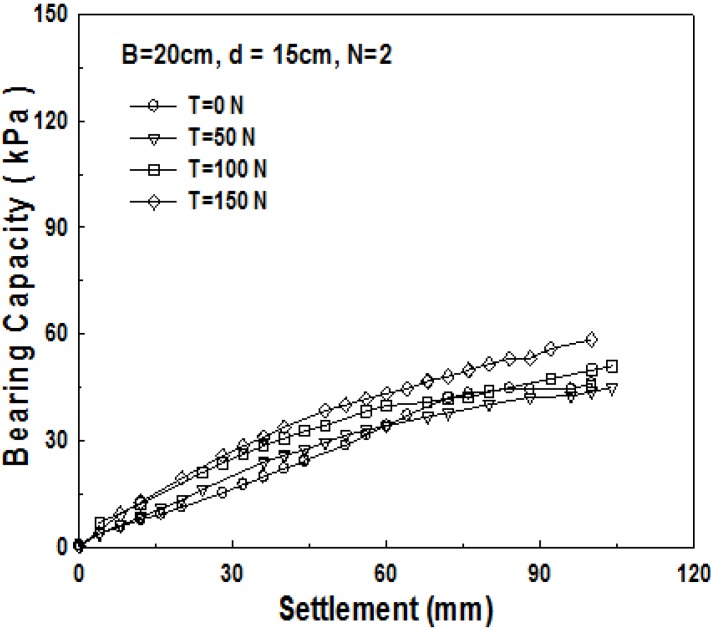 150
B=20cm, d = 15cm, N=2
T=0 N
T=50 N
T=100 N
T=150 N
120
90
60
30
0
Bearing Capacity ( kPa )
0 30 60 90 120
Settlement (mm)